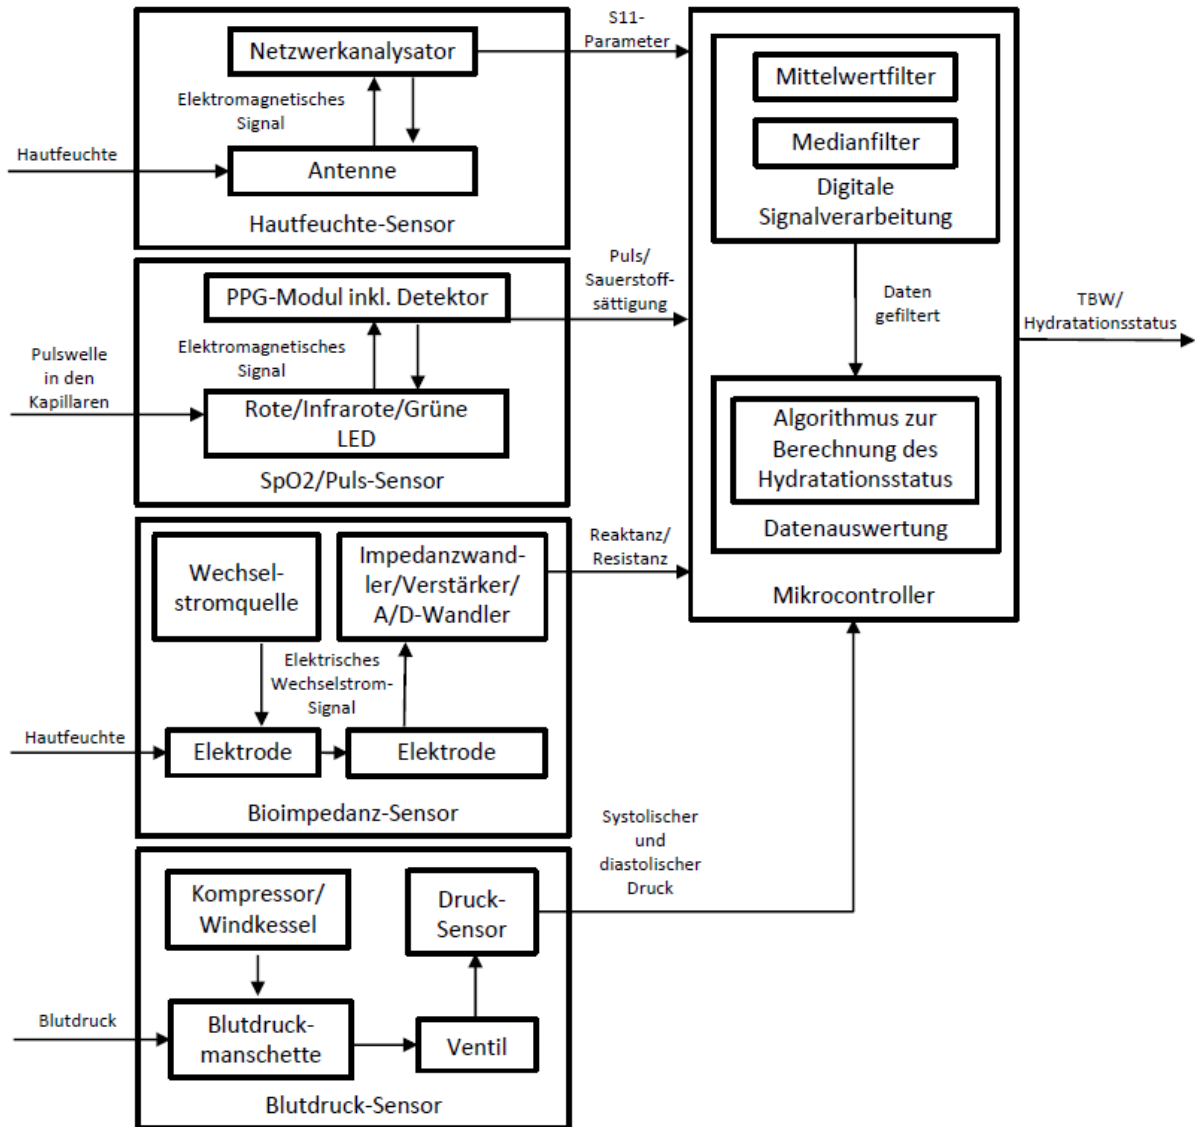 S11-
Parameter
Netzwerkanalysator
Elektromagnetisches
Signal
Hautfeuchte
Antenne
Hautfeuchte-Sensor
Mittelwertfilter
Medianfilter
Digitale
Signalverarbeitung
Puls/
Sauerstoff-
sättigung
PPG-Modul inkl. Detektor
Elektromagnetisches
Signal
Pulswelle
in den
Kapillaren
Rote/Infrarote/Grüne
LED
SpO2/Puls-Sensor
Daten
gefiltert
TBW/
Hydratationsstatus
Algorithmus zur
Berechnung des
Hydratationsstatus
Datenauswertung
Mikrocontroller
Reaktanz/
Resistanz
Wechsel-
stromquelle
Impedanzwand-
ler/Verstärker/
A/D-Wandler
Elektrisches
Wechselstrom-
Signal
Hautfeuchte
Elektrode
Elektrode
Bioimpedanz-Sensor
Systolischer
und
diastolischer
Druck
Kompressor/
Windkessel
Druck-
Sensor
Blutdruck
Blutdruck-
manschette
Ventil
Blutdruck-Sensor